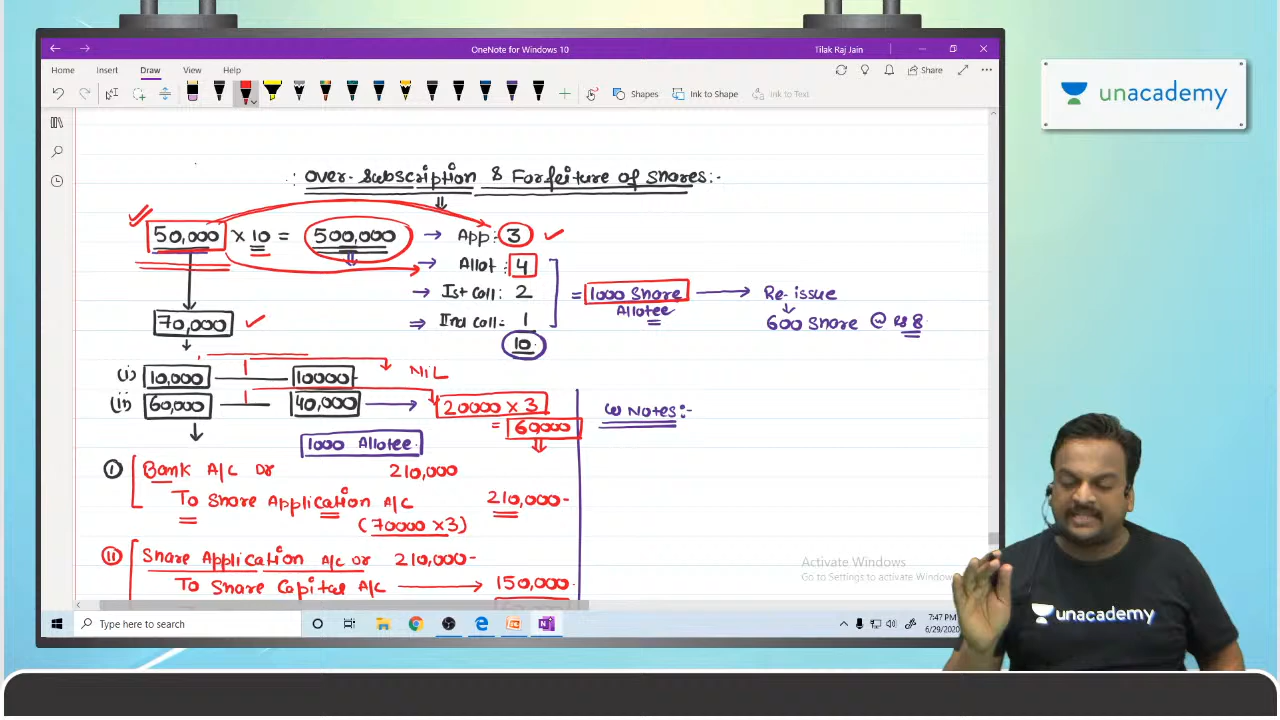 OneNote for Windows 10
Tilak Raj Jain
Home Insert Draw View Help
Share
Shapes
Ink to Shape
Ink to Text
unacademy
Over-Subscription & Forfeiture of Shares:-
50,000 × 10 = 500,000 → App: 3
→ Allot: 4
→ Ist Call: 2
⇒ IInd Call: 1
10
= 1000 Share → Re-issue
Allotee
600 Share @ Rs 8
70,000
(i) 10,000 10000 NiL
(ii) 60,000 40,000 → 20000 × 3
= 60000
1000 Allotee
W Notes:-
(I) Bank A/C Dr 210,000
To Share Application A/C 210,000-
(70000 × 3)
(II) Share Application A/C Dr 210,000-
To Share Capital A/C → 150,000
Activate Windows
Go to Settings to activate Windows
Type here to search
7:47 PM
6/29/2020
unacademy